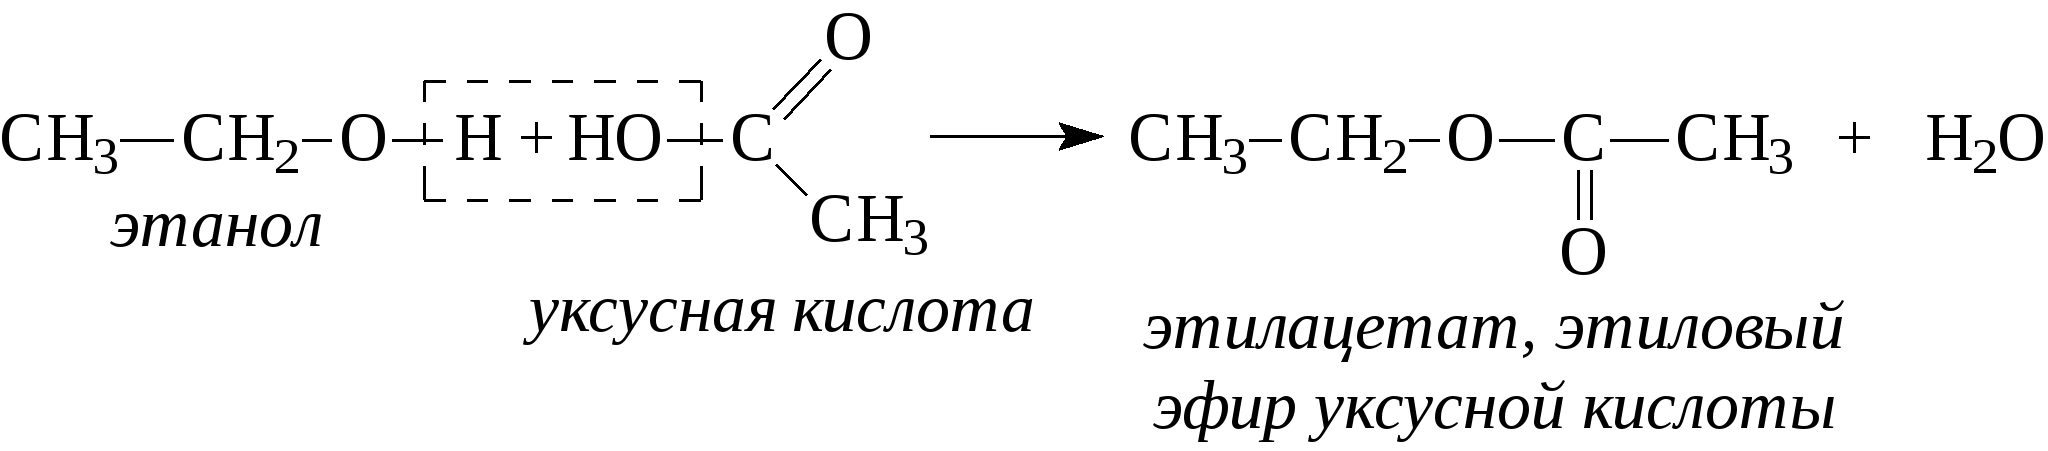 O
CH₃—CH₂—O—H + HO—C → CH₃—CH₂—O—C—CH₃ + H₂O
CH₃
O
этанол
уксусная кислота
этилацетат, этиловый
эфир уксусной кислоты